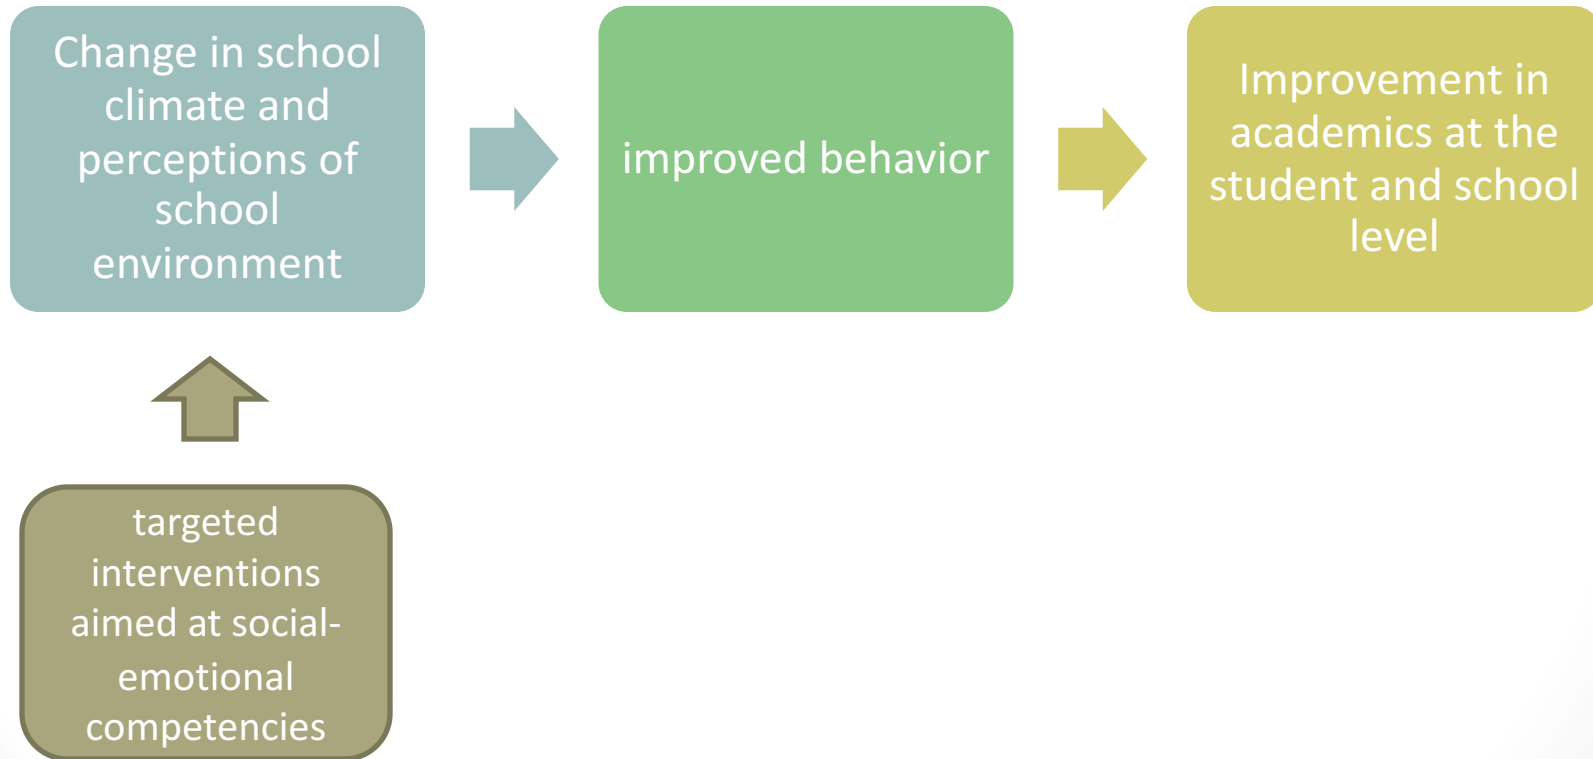 Change in school
climate and
perceptions of
school
environment
improved behavior
Improvement in
academics at the
student and school
level
targeted
interventions
aimed at social-
emotional
competencies